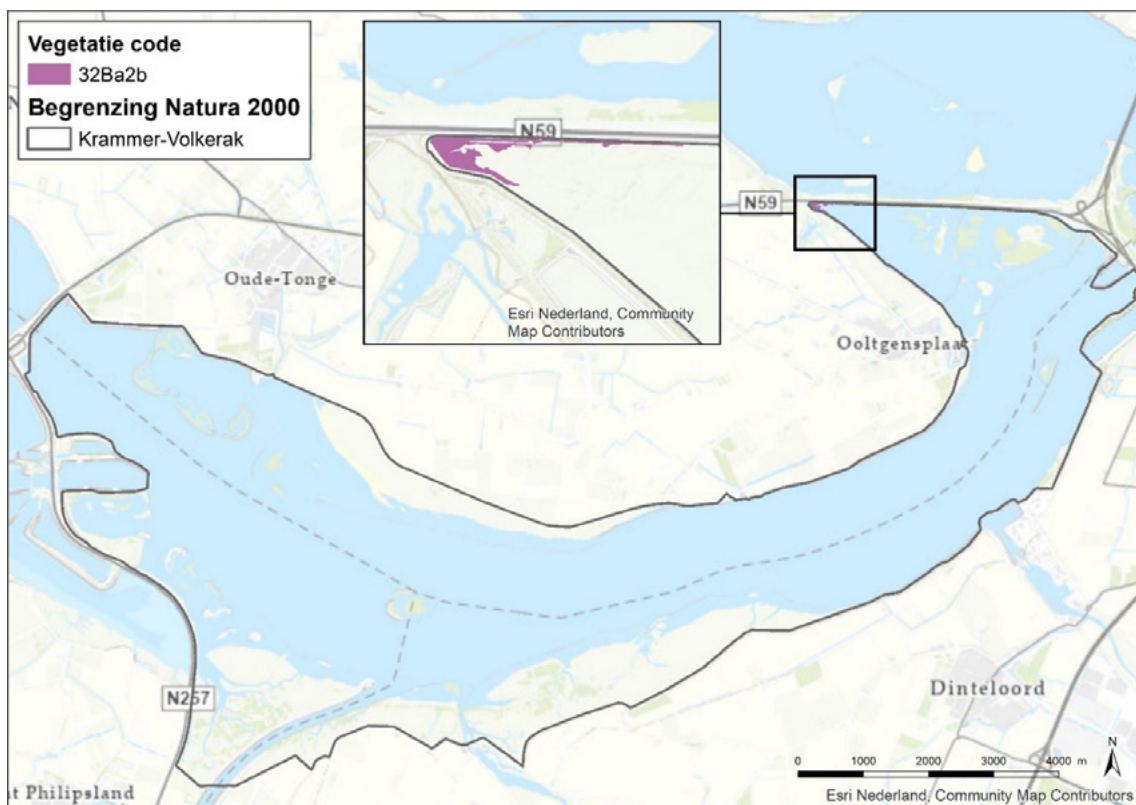 Vegetatie code
32Ba2b
Begrenzing Natura 2000
Krammer-Volkerak
N59
Esri Nederland, Community
Map Contributors
N59
Oude-Tonge
Ooltgensplaat
N257
Dinteloord
0 1000 2000 3000 4000 m
N
t Philipsland
Esri Nederland, Community Map Contributors